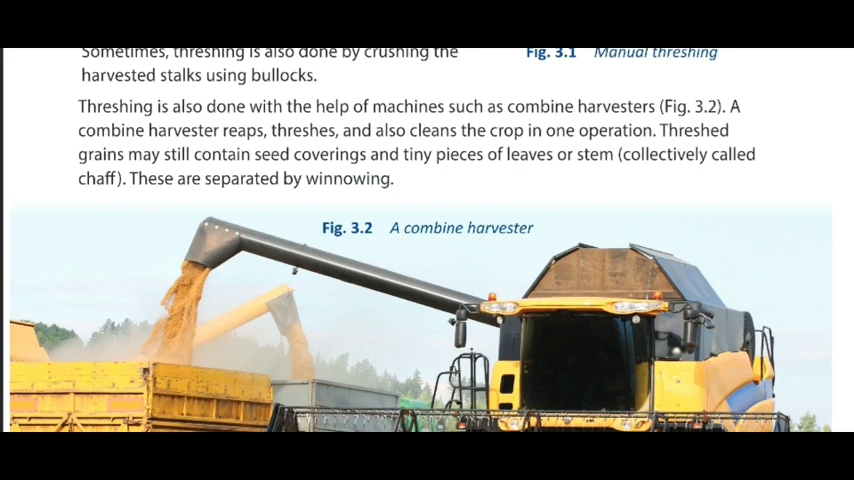 Sometimes, threshing is also done by crushing the
harvested stalks using bullocks.
Fig. 3.1 Manual threshing
Threshing is also done with the help of machines such as combine harvesters (Fig. 3.2). A
combine harvester reaps, threshes, and also cleans the crop in one operation. Threshed
grains may still contain seed coverings and tiny pieces of leaves or stem (collectively called
chaff). These are separated by winnowing.
Fig. 3.2 A combine harvester